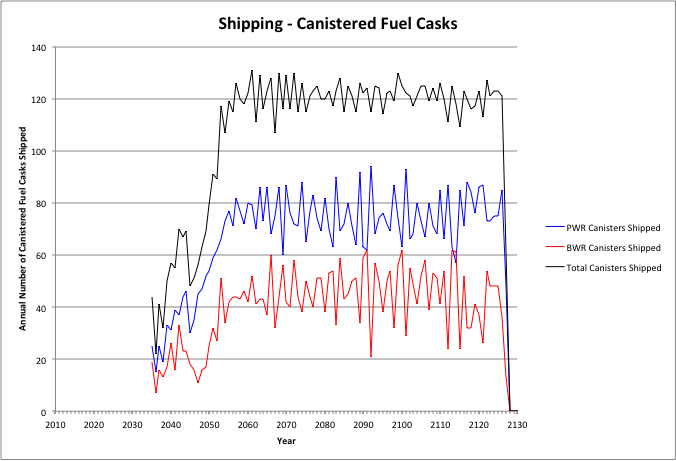 Shipping - Canistered Fuel Casks
Annual Number of Canistered Fuel Casks Shipped
140
120
100
80
60
40
20
0
2010 2020 2030 2040 2050 2060 2070 2080 2090 2100 2110 2120 2130
Year
PWR Canisters Shipped
BWR Canisters Shipped
Total Canisters Shipped